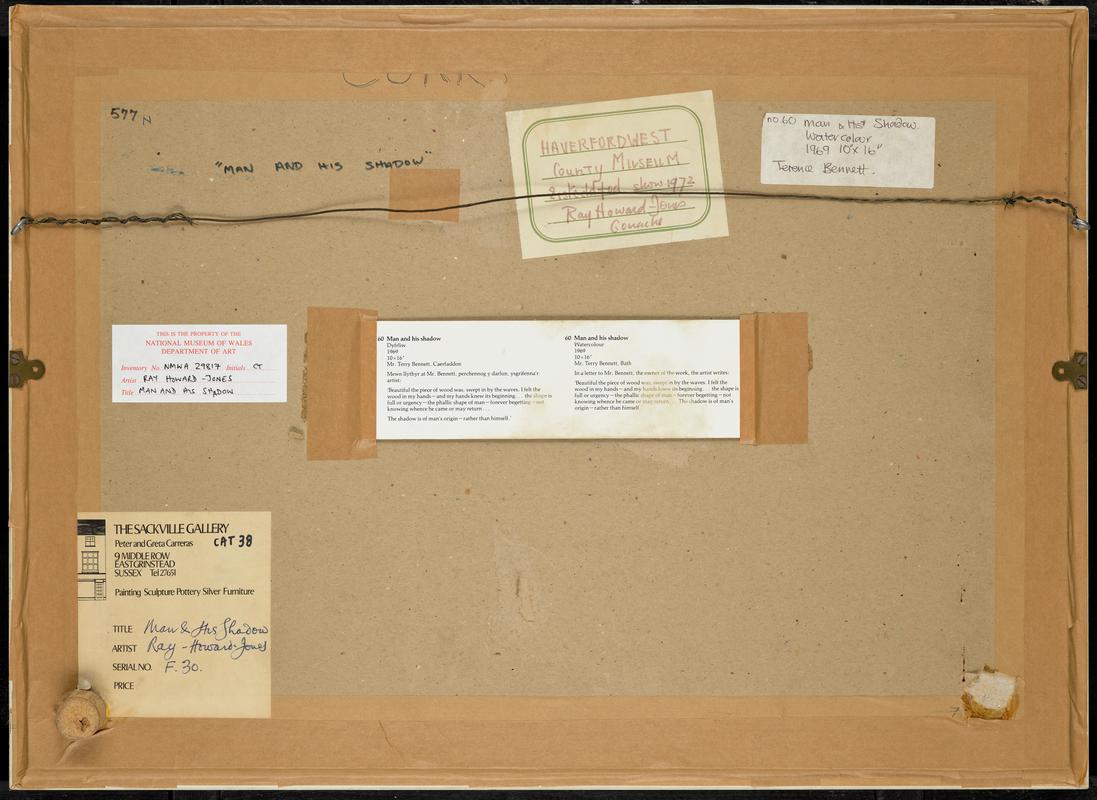 577 N
"MAN AND HIS SHADOW"
HAVERFORDWEST
County MUSEUM
show 1972
Ray Howard-Jones
Gouache
no.60 man & His Shadow.
Watercolour
1969 10"x 16"
Terence Bennett.
THIS IS THE PROPERTY OF THE
NATIONAL MUSEUM OF WALES
DEPARTMENT OF ART
Inventory No. NMWA 29817 Initials CT
Artist RAY HOWARD-JONES
Title MAN AND HIS SHADOW
60 Man and his shadow
Dyfrlliw
1969
10×16"
Mr. Terry Bennett, Caerfaddon
Mewn llythyr at Mr. Bennett, perchennog y darlun, ysgrifenna'r
artist:
'Beautiful the piece of wood was, swept in by the waves. I felt the
wood in my hands—and my hands knew its beginning . . . the shape is
full or urgency—the phallic shape of man—forever begetting—not
knowing whence he came or may return . . .
The shadow is of man's origin—rather than himself.'
60 Man and his shadow
Watercolour
1969
10×16"
Mr. Terry Bennett, Bath
In a letter to Mr. Bennett, the owner of the work, the artist writes:
'Beautiful the piece of wood was, swept in by the waves. I felt the
wood in my hands—and my hands knew its beginning. . . the shape is
full or urgency—the phallic shape of man—forever begetting—not
knowing whence he came or may return . . . The shadow is of man's
origin—rather than himself
THE SACKVILLE GALLERY
Peter and Greta Carreras CAT 38
9 MIDDLE ROW
EAST GRINSTEAD
SUSSEX Tel 27651
Painting Sculpture Pottery Silver Furniture
TITLE Man & His Shadow
ARTIST Ray - Howard-Jones
SERIAL NO. F. 30.
PRICE